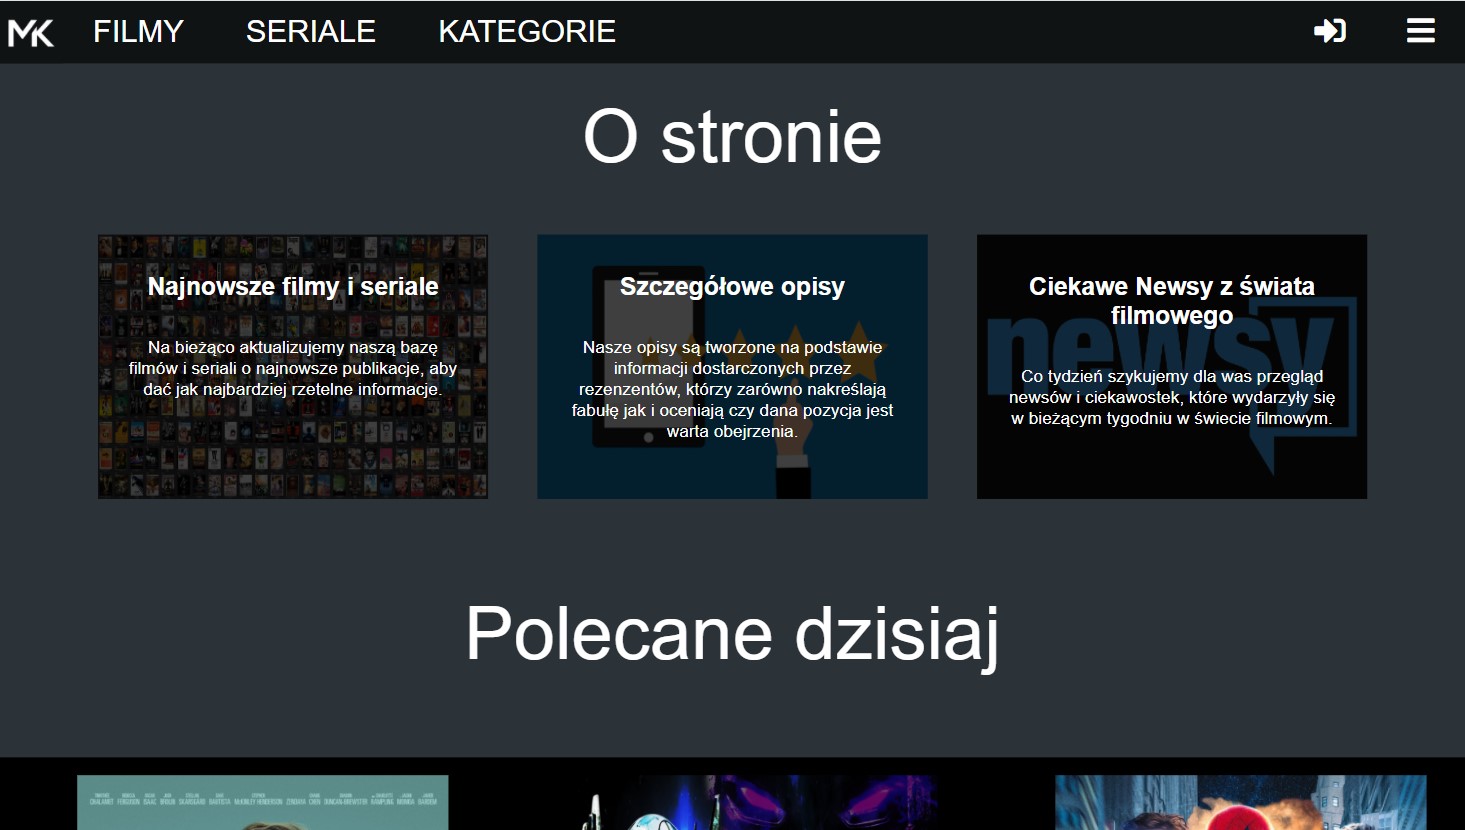 MK FILMY SERIALE KATEGORIE
O stronie
Najnowsze filmy i seriale
Na bieżąco aktualizujemy naszą bazę
filmów i seriali o najnowsze publikacje, aby
dać jak najbardziej rzetelne informacje.
Szczegółowe opisy
Nasze opisy są tworzone na podstawie
informacji dostarczonych przez
rezenzentów, którzy zarówno nakreślają
fabułę jak i oceniają czy dana pozycja jest
warta obejrzenia.
Ciekawe Newsy z świata
filmowego
newsy
Co tydzień szykujemy dla was przegląd
newsów i ciekawostek, które wydarzyły się
w bieżącym tygodniu w świecie filmowym.
Polecane dzisiaj